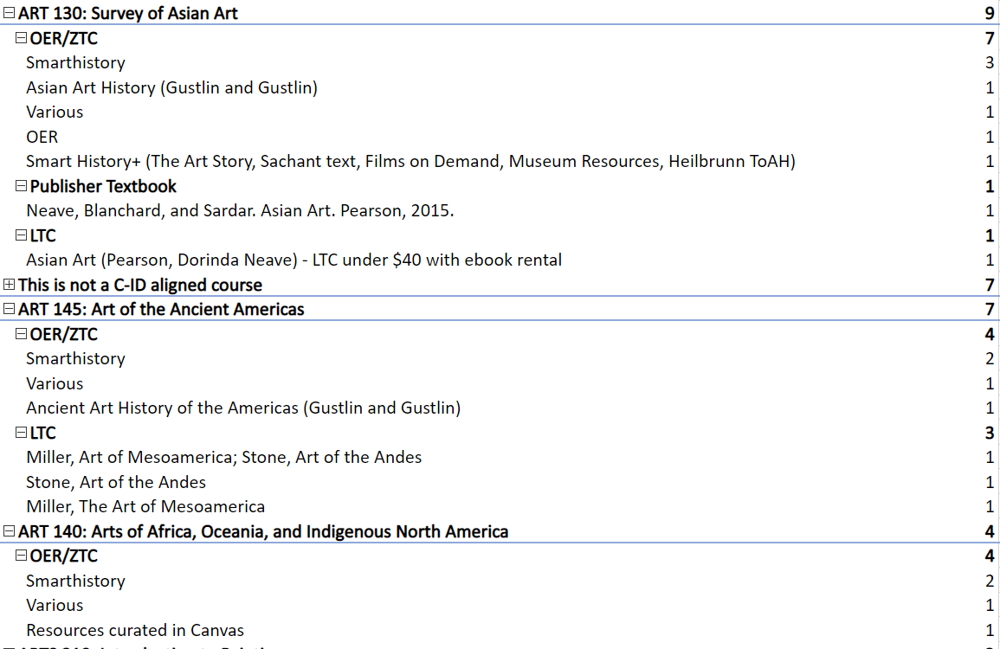 ART 130: Survey of Asian Art 9
OER/ZTC 7
Smarthistory 3
Asian Art History (Gustlin and Gustlin) 1
Various 1
OER 1
Smart History+ (The Art Story, Sachant text, Films on Demand, Museum Resources, Heilbrunn ToAH) 1
Publisher Textbook 1
Neave, Blanchard, and Sardar. Asian Art. Pearson, 2015. 1
LTC 1
Asian Art (Pearson, Dorinda Neave) - LTC under $40 with ebook rental 1
This is not a C-ID aligned course 7
ART 145: Art of the Ancient Americas 7
OER/ZTC 4
Smarthistory 2
Various 1
Ancient Art History of the Americas (Gustlin and Gustlin) 1
LTC 3
Miller, Art of Mesoamerica; Stone, Art of the Andes 1
Stone, Art of the Andes 1
Miller, The Art of Mesoamerica 1
ART 140: Arts of Africa, Oceania, and Indigenous North America 4
OER/ZTC 4
Smarthistory 2
Various 1
Resources curated in Canvas 1